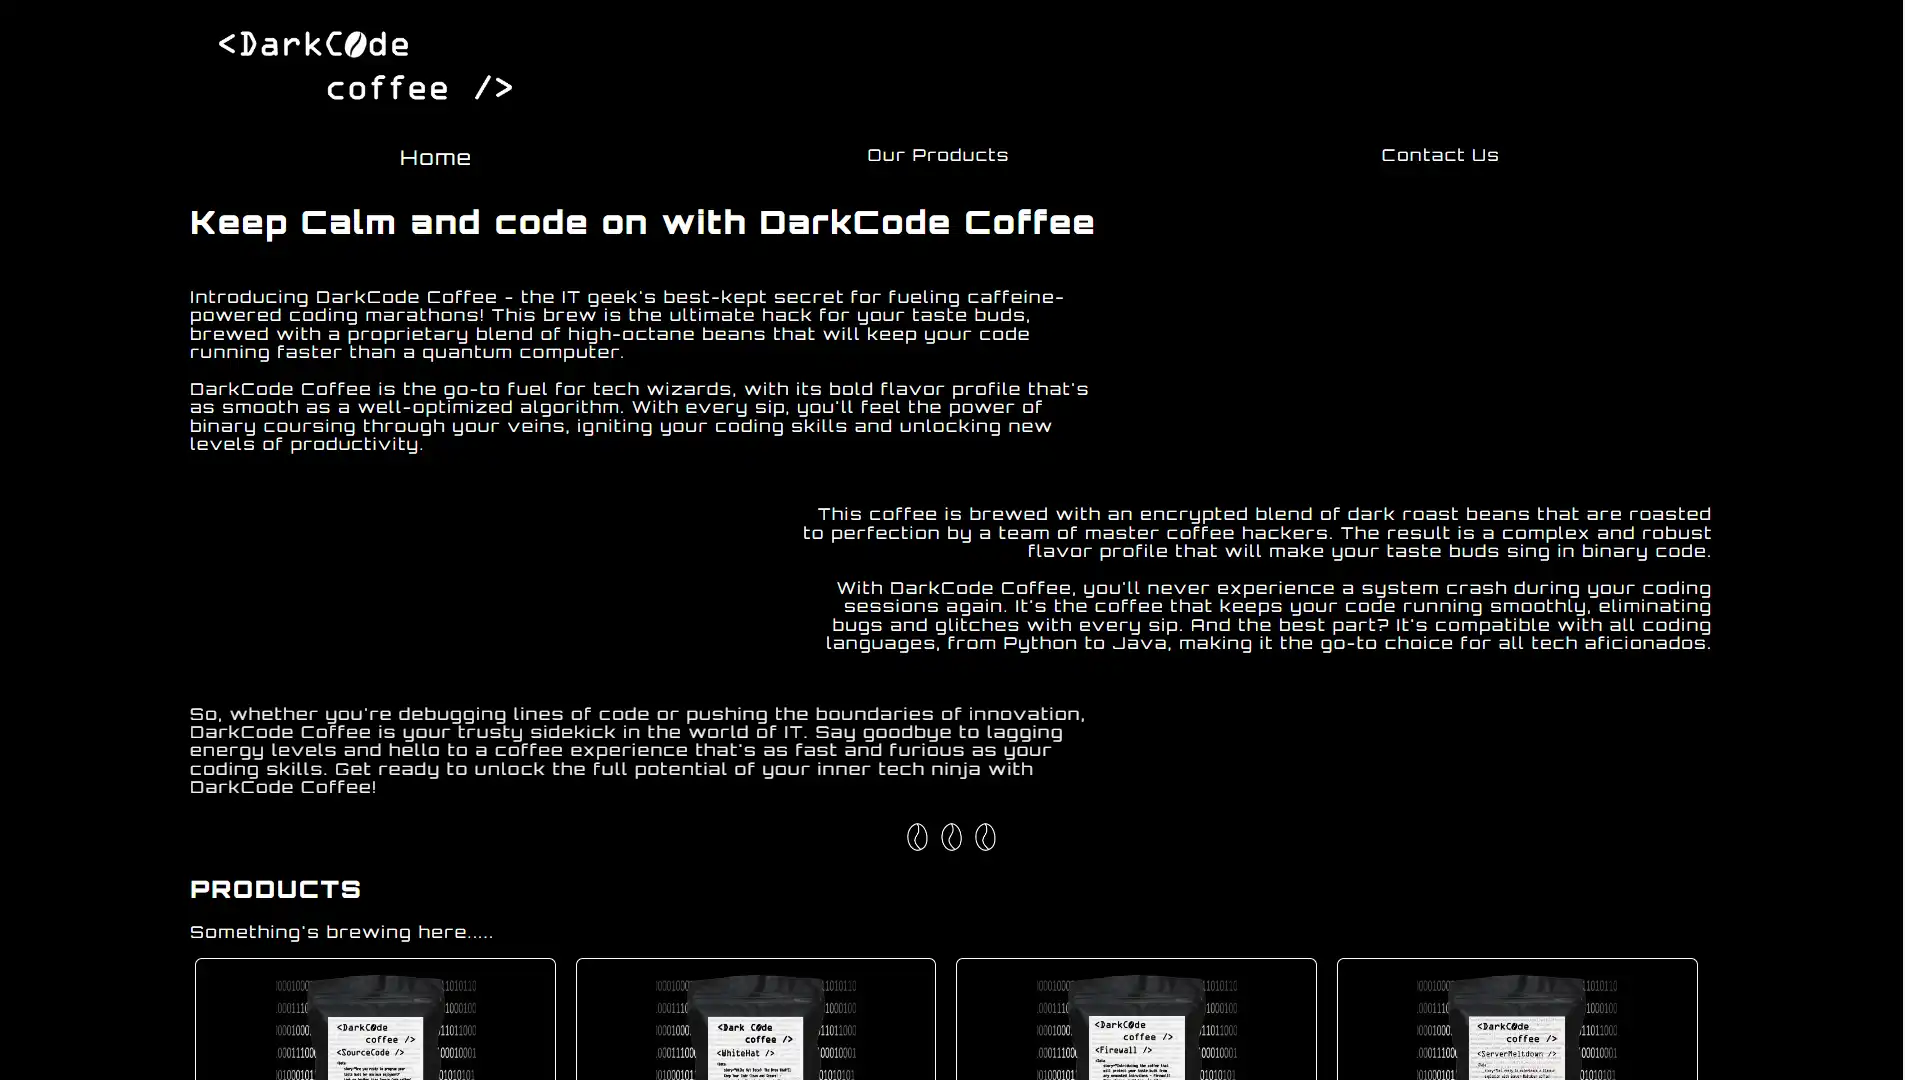 <DarkCode
coffee />
Home
Our Products
Contact Us
Keep Calm and code on with DarkCode Coffee
Introducing DarkCode Coffee - the IT geek's best-kept secret for fueling caffeine-
powered coding marathons! This brew is the ultimate hack for your taste buds,
brewed with a proprietary blend of high-octane beans that will keep your code
running faster than a quantum computer.
DarkCode Coffee is the go-to fuel for tech wizards, with its bold flavor profile that's
as smooth as a well-optimized algorithm. With every sip, you'll feel the power of
binary coursing through your veins, igniting your coding skills and unlocking new
levels of productivity.
This coffee is brewed with an encrypted blend of dark roast beans that are roasted
to perfection by a team of master coffee hackers. The result is a complex and robust
flavor profile that will make your taste buds sing in binary code.
With DarkCode Coffee, you'll never experience a system crash during your coding
sessions again. It's the coffee that keeps your code running smoothly, eliminating
bugs and glitches with every sip. And the best part? It's compatible with all coding
languages, from Python to Java, making it the go-to choice for all tech aficionados.
So, whether you're debugging lines of code or pushing the boundaries of innovation,
DarkCode Coffee is your trusty sidekick in the world of IT. Say goodbye to lagging
energy levels and hello to a coffee experience that's as fast and furious as your
coding skills. Get ready to unlock the full potential of your inner tech ninja with
DarkCode Coffee!
PRODUCTS
Something's brewing here.....
<DarkCode
coffee />
<SourceCode />
<Dark Code
coffee />
<WhiteHat />
<DarkCode
coffee />
<Firewall />
<DarkCode
coffee />
<ServerMeltdown />